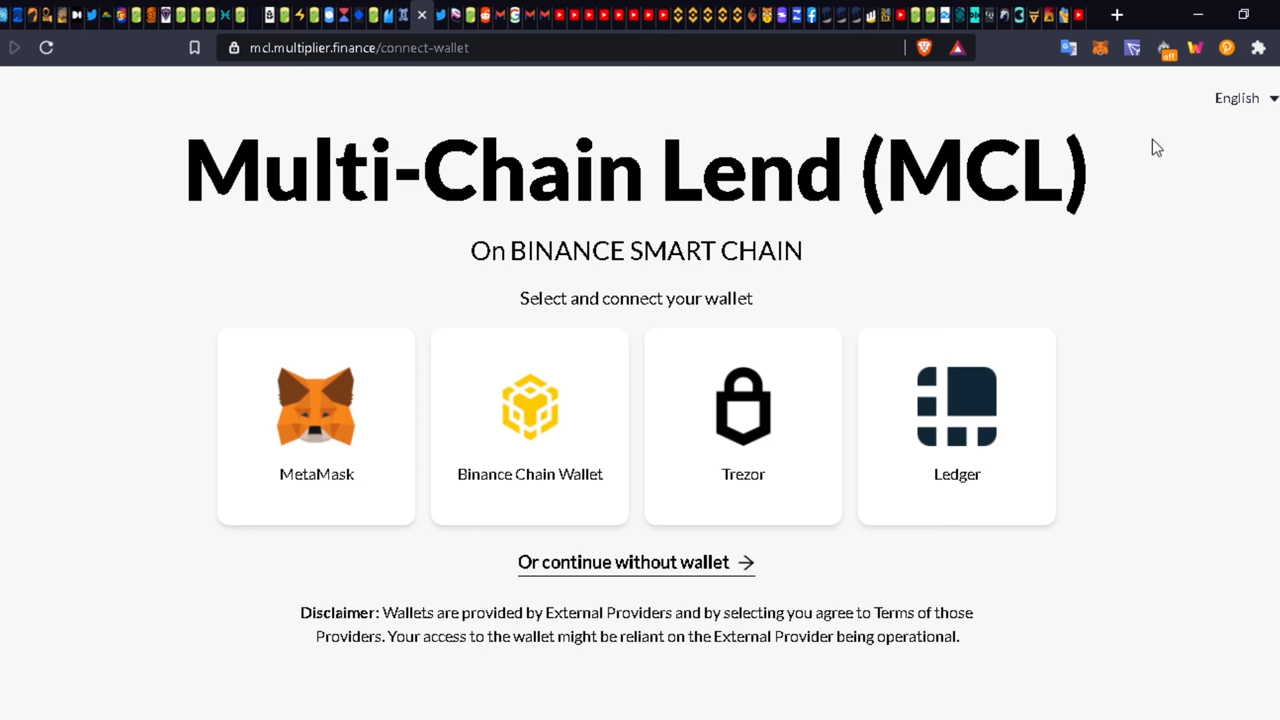 mcl.multiplier.finance/connect-wallet
off
English
Multi-Chain Lend (MCL)
On BINANCE SMART CHAIN
Select and connect your wallet
MetaMask
Binance Chain Wallet
Trezor
Ledger
Or continue without wallet
Disclaimer: Wallets are provided by External Providers and by selecting you agree to Terms of those
Providers. Your access to the wallet might be reliant on the External Provider being operational.